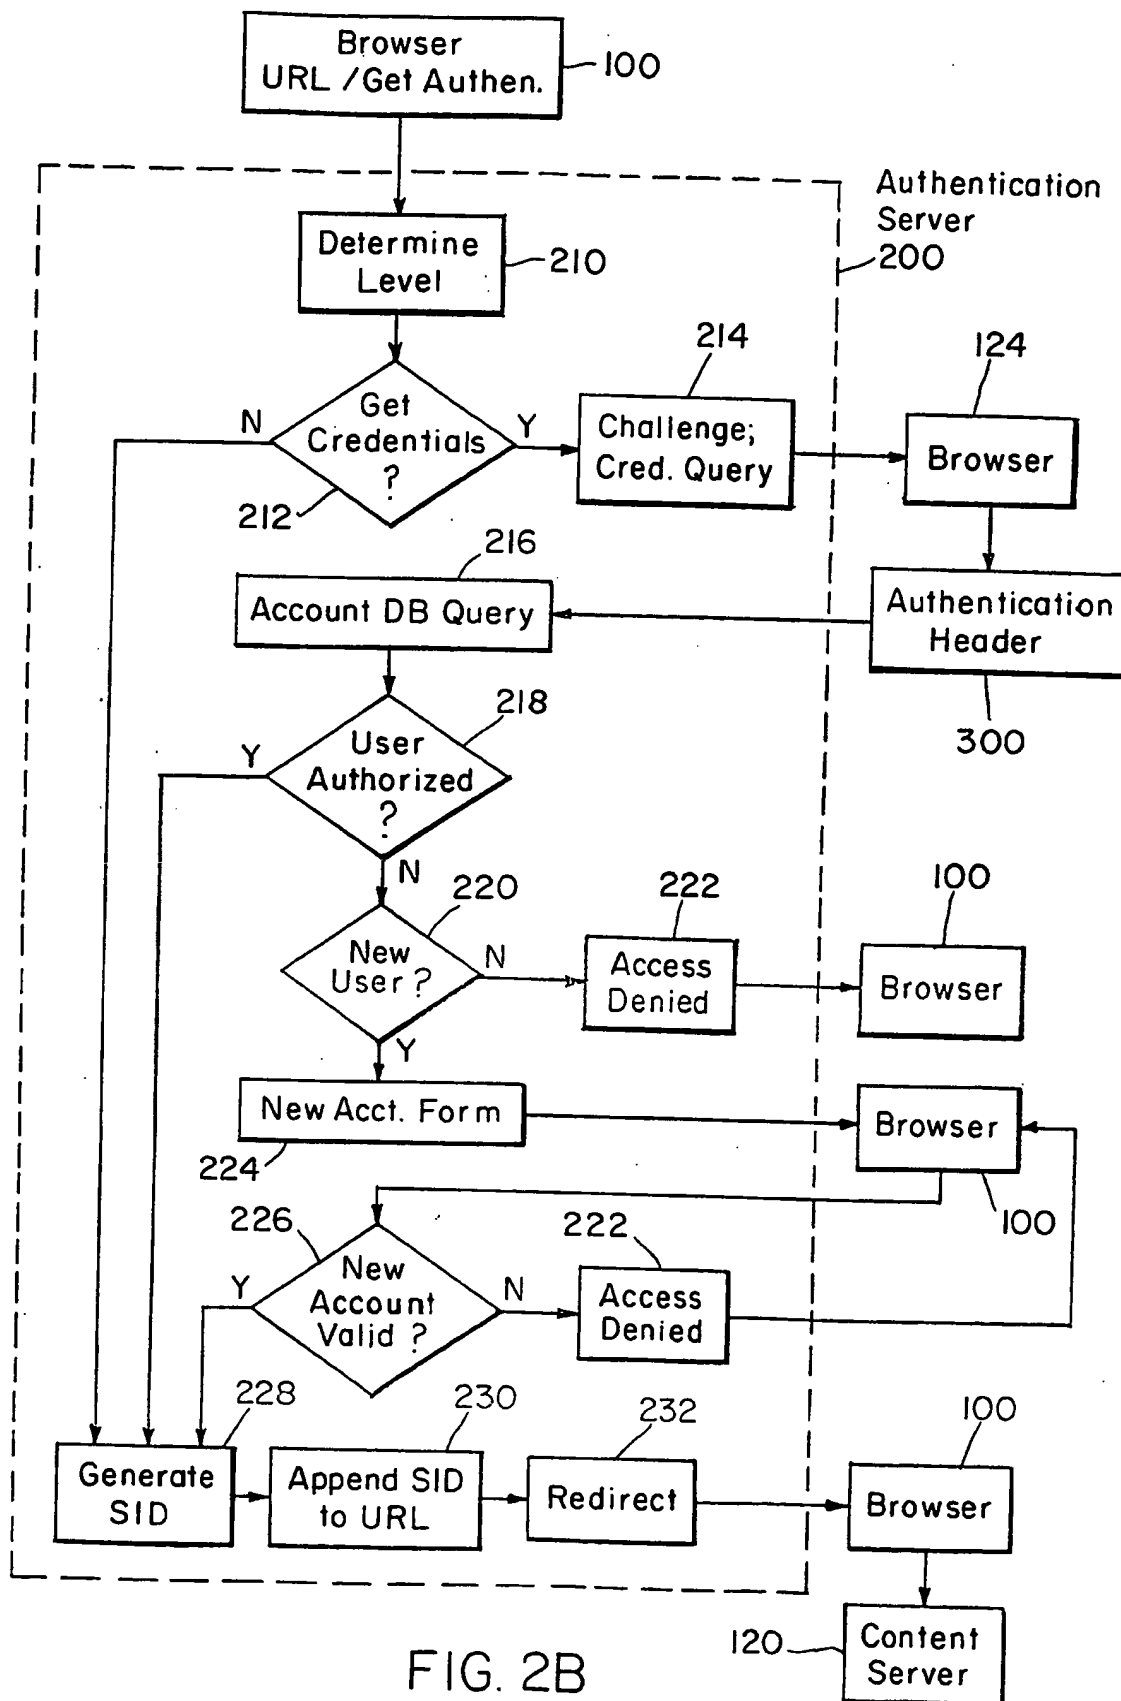 Browser
URL /Get Authen.
100
Authentication
Server
200
Determine
Level
210
214
124
N
Get
Credentials
?
Y
212
Challenge;
Cred. Query
Browser
216
Account DB Query
Authentication
Header
300
218
Y
User
Authorized
?
N
220
222
100
New
User ?
N
Access
Denied
Browser
Y
New Acct. Form
224
Browser
100
226
222
Y
New
Account
Valid ?
N
Access
Denied
228
230
232
100
Generate
SID
Append SID
to URL
Redirect
Browser
120
Content
Server
FIG. 2B